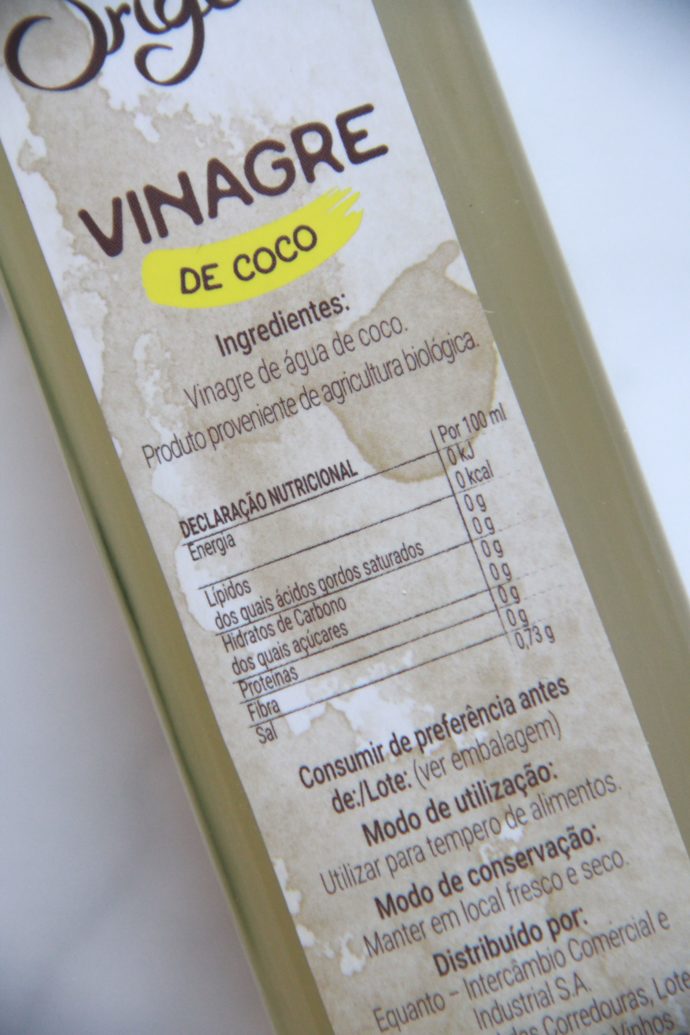 VINAGRE
DE COCO
Ingredientes:
Vinagre de água de coco.
Produto proveniente de agricultura biológica.
DECLARAÇÃO NUTRICIONAL Por 100 ml
Energia 0 kJ
0 kcal
Lípidos 0 g
dos quais ácidos gordos saturados 0 g
Hidratos de Carbono 0 g
dos quais açúcares 0 g
Proteínas 0 g
Fibra 0 g
Sal 0,73 g
Consumir de preferência antes
de:/Lote: (ver embalagem)
Modo de utilização:
Utilizar para tempero de alimentos.
Modo de conservação:
Manter em local fresco e seco.
Distribuído por:
Equanto – Intercâmbio Comercial e
Industrial S.A.
Corredouras, Lote